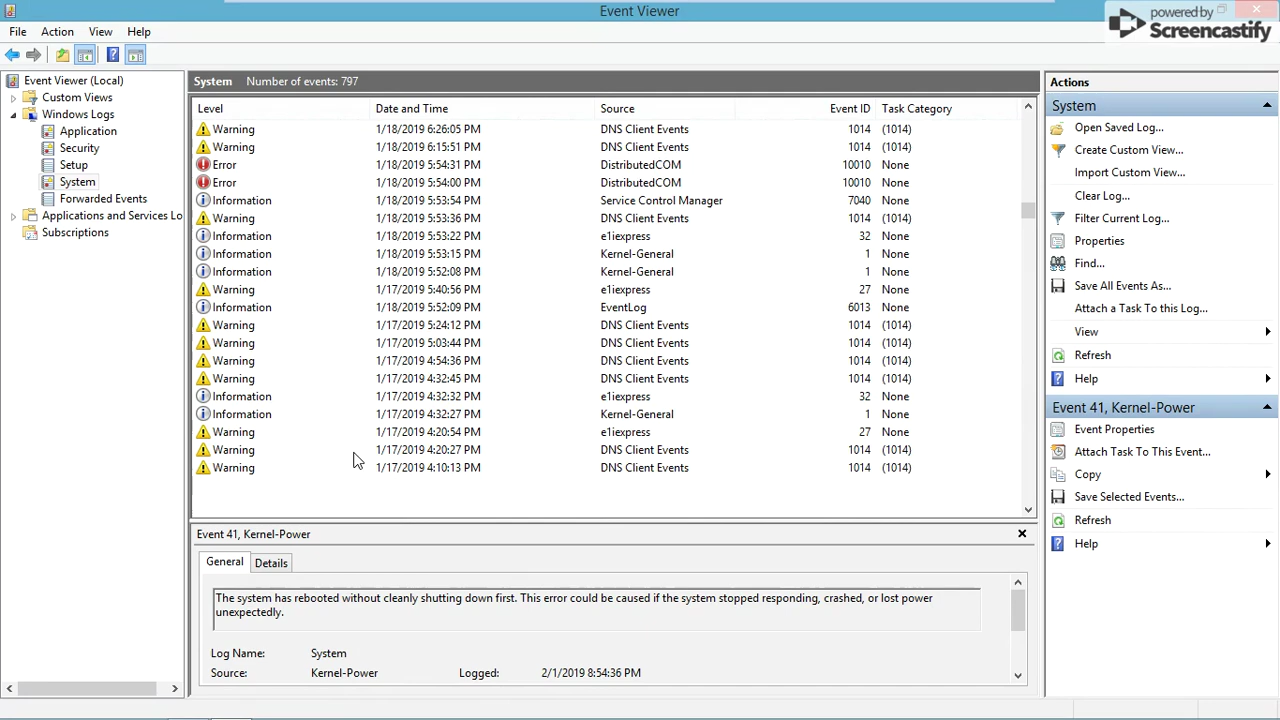 Event Viewer
powered by
Screencastify
File Action View Help
Event Viewer (Local)
Custom Views
Windows Logs
Application
Security
Setup
System
Forwarded Events
Applications and Services Lo
Subscriptions
System Number of events: 797
Level Date and Time Source Event ID Task Category
Warning 1/18/2019 6:26:05 PM DNS Client Events 1014 (1014)
Warning 1/18/2019 6:15:51 PM DNS Client Events 1014 (1014)
Error 1/18/2019 5:54:31 PM DistributedCOM 10010 None
Error 1/18/2019 5:54:00 PM DistributedCOM 10010 None
Information 1/18/2019 5:53:54 PM Service Control Manager 7040 None
Warning 1/18/2019 5:53:36 PM DNS Client Events 1014 (1014)
Information 1/18/2019 5:53:22 PM e1iexpress 32 None
Information 1/18/2019 5:53:15 PM Kernel-General 1 None
Information 1/18/2019 5:52:08 PM Kernel-General 1 None
Warning 1/17/2019 5:40:56 PM e1iexpress 27 None
Information 1/18/2019 5:52:09 PM EventLog 6013 None
Warning 1/17/2019 5:24:12 PM DNS Client Events 1014 (1014)
Warning 1/17/2019 5:03:44 PM DNS Client Events 1014 (1014)
Warning 1/17/2019 4:54:36 PM DNS Client Events 1014 (1014)
Warning 1/17/2019 4:32:45 PM DNS Client Events 1014 (1014)
Information 1/17/2019 4:32:32 PM e1iexpress 32 None
Information 1/17/2019 4:32:27 PM Kernel-General 1 None
Warning 1/17/2019 4:20:54 PM e1iexpress 27 None
Warning 1/17/2019 4:20:27 PM DNS Client Events 1014 (1014)
Warning 1/17/2019 4:10:13 PM DNS Client Events 1014 (1014)
Event 41, Kernel-Power
General Details
The system has rebooted without cleanly shutting down first. This error could be caused if the system stopped responding, crashed, or lost power
unexpectedly.
Log Name: System
Source: Kernel-Power Logged: 2/1/2019 8:54:36 PM
Actions
System
Open Saved Log...
Create Custom View...
Import Custom View...
Clear Log...
Filter Current Log...
Properties
Find...
Save All Events As...
Attach a Task To this Log...
View
Refresh
Help
Event 41, Kernel-Power
Event Properties
Attach Task To This Event...
Copy
Save Selected Events...
Refresh
Help